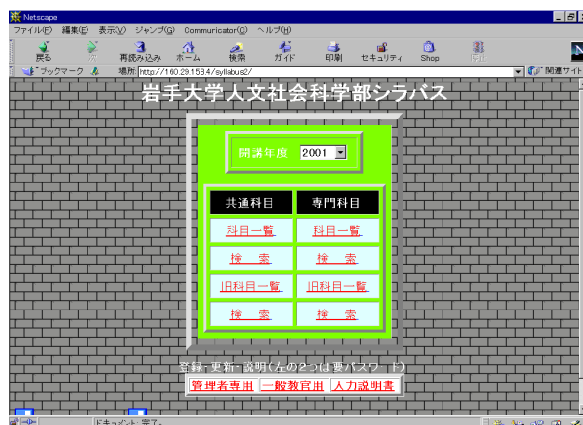 Netscape
ファイル(F) 編集(E) 表示(V) ジャンプ(G) Communicator(C) ヘルプ(H)
戻る 再読み込み ホーム 検索 ガイド 印刷 セキュリティ Shop 停止
ブックマーク 場所: http://160.29.153.4/syllabus2/ 関連サイト
岩手大学人文社会科学部シラバス
開講年度 2001
共通科目 専門科目
科目一覧 科目一覧
検 索 検 索
旧科目一覧 旧科目一覧
検 索 検 索
登録・更新・説明(左の2つは要パスワード)
管理者専用 一般教官用 入力説明書
ドキュメント: 完了。